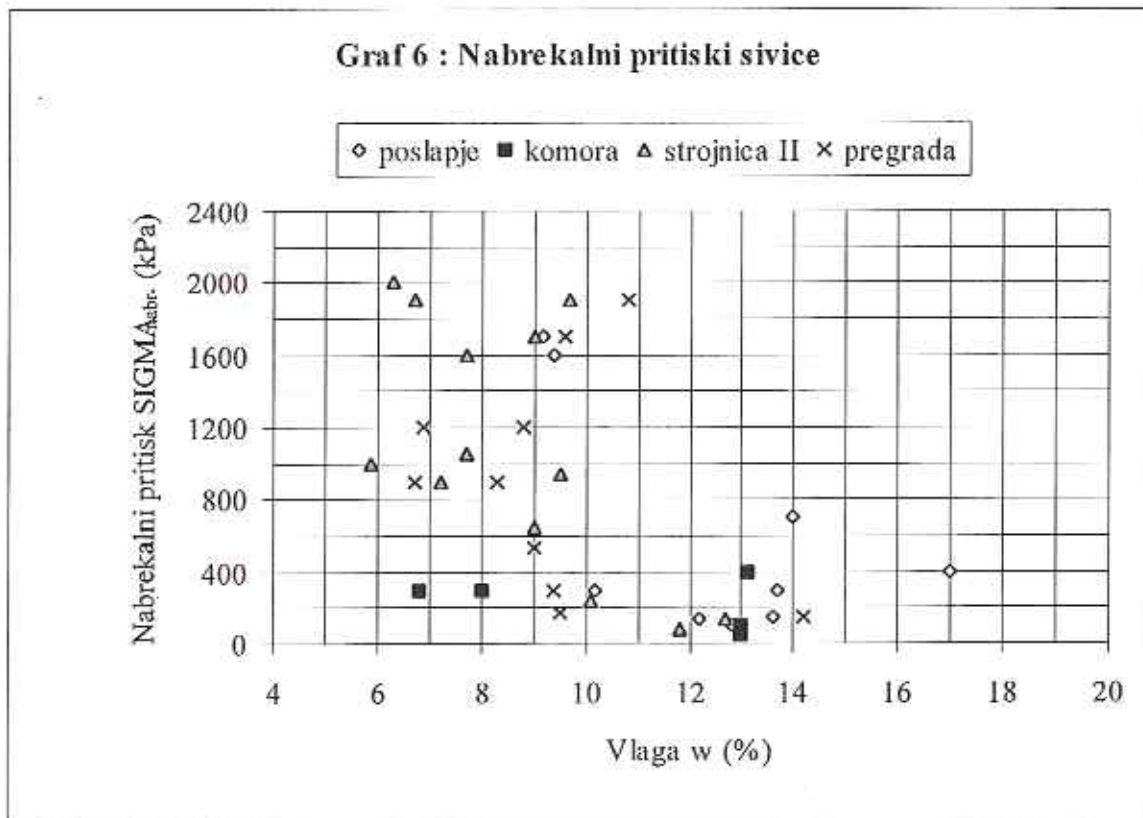 Graf 6 : Nabrekalni pritiski sivice
poslapje komora strojnica II pregrada
Nabrekalni pritisk SIGMAnabr. (kPa)
2400
2000
1600
1200
800
400
0
4 6 8 10 12 14 16 18 20
Vlaga w (%)